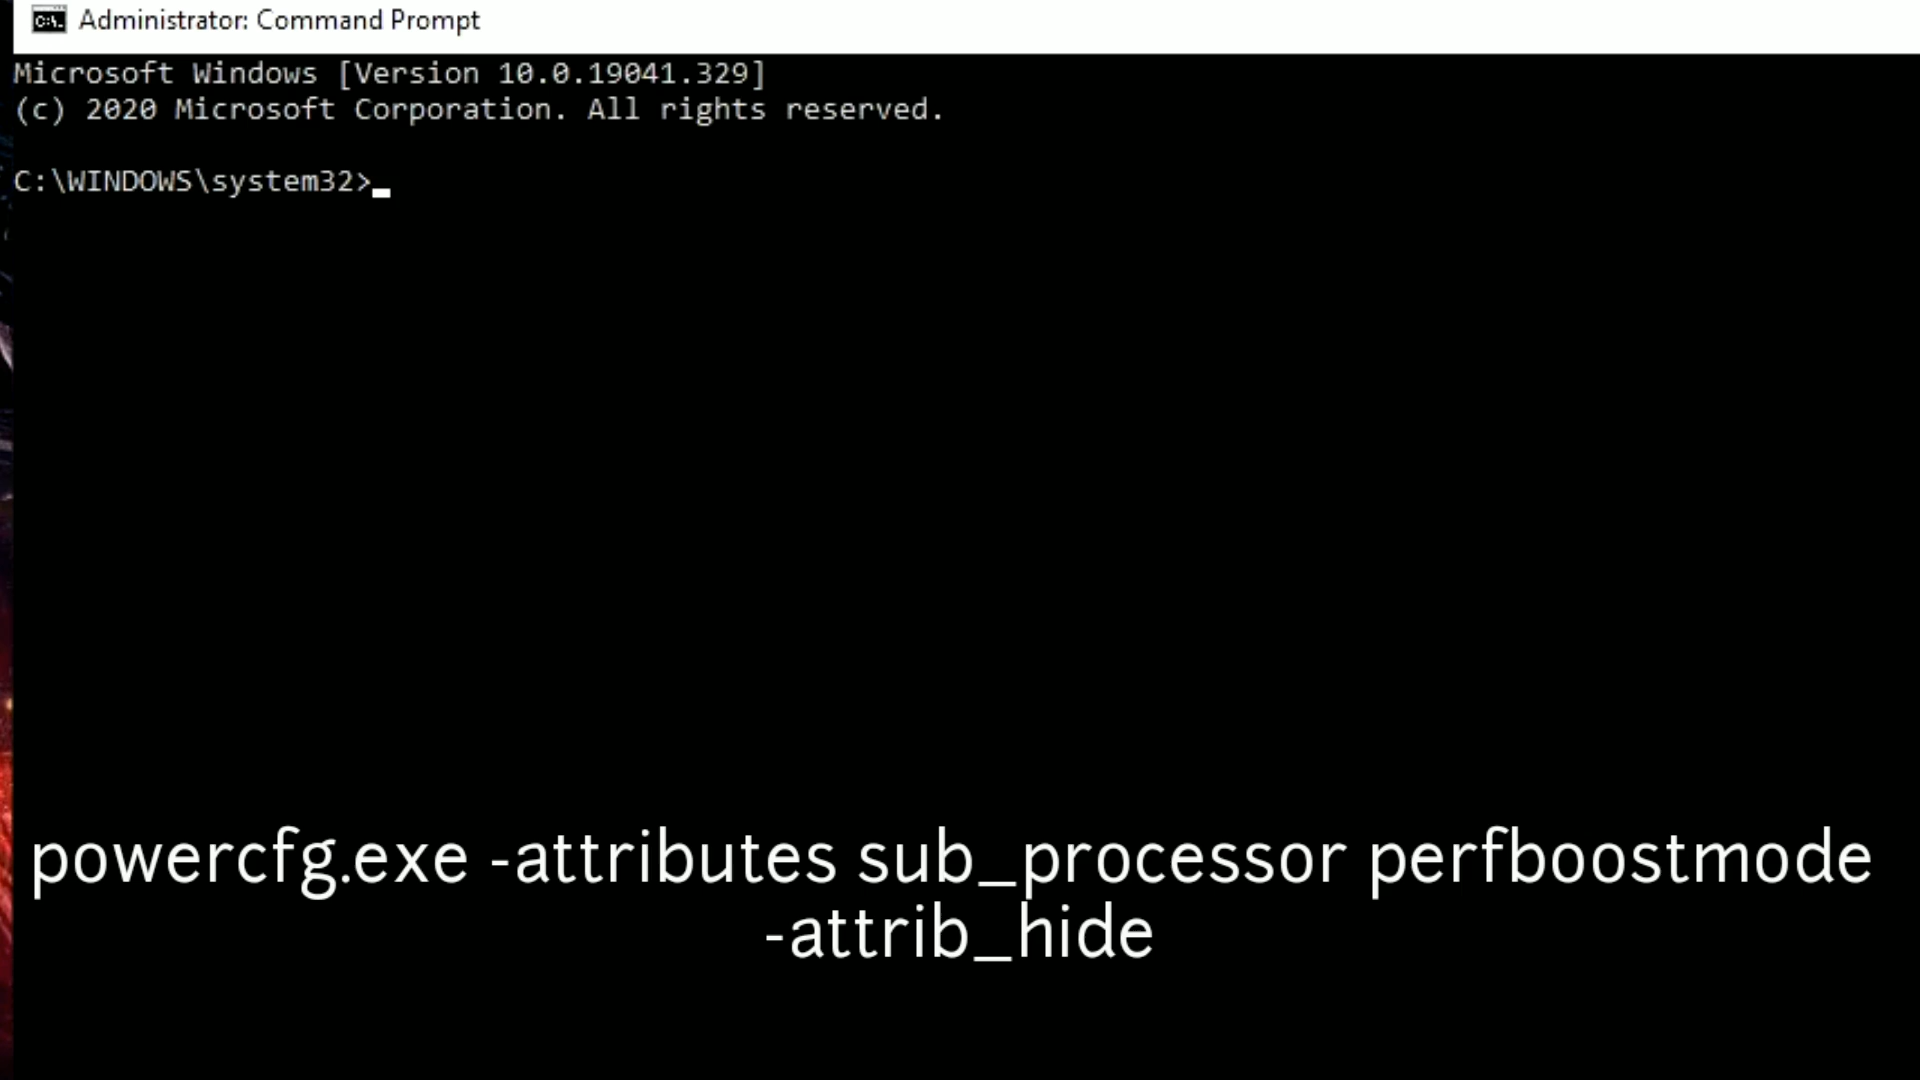 Administrator: Command Prompt
Microsoft Windows [Version 10.0.19041.329]
(c) 2020 Microsoft Corporation. All rights reserved.
C:\WINDOWS\system32>
powercfg.exe -attributes sub_processor perfboostmode
-attrib_hide